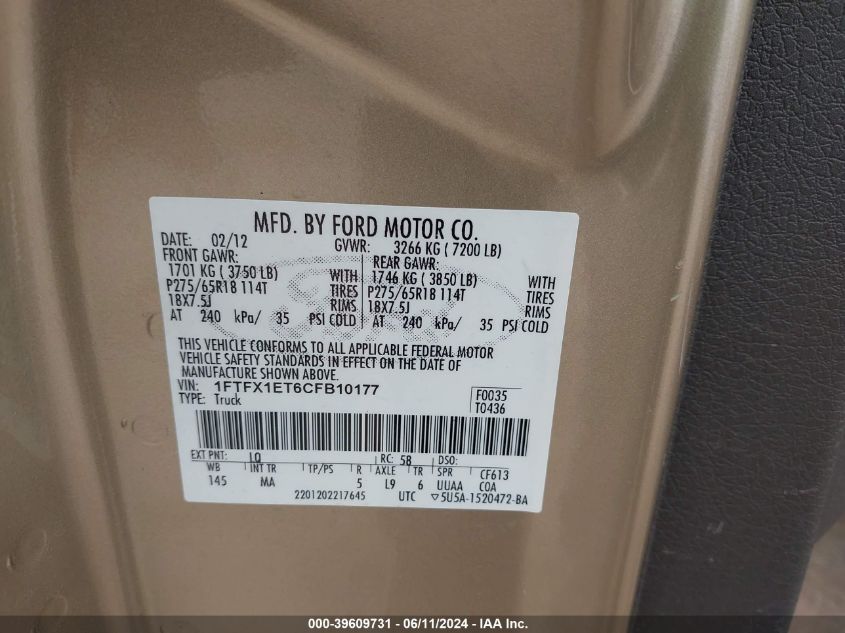 MFD. BY FORD MOTOR CO.
DATE: 02/12 GVWR: 3266 KG ( 7200 LB)
FRONT GAWR: REAR GAWR:
1701 KG ( 3750 LB) WITH 1746 KG ( 3850 LB) WITH
P275/65R18 114T TIRES P275/65R18 114T TIRES
18X7.5J RIMS 18X7.5J RIMS
AT 240 kPa/ 35 PSI COLD AT 240 kPa/ 35 PSI COLD
THIS VEHICLE CONFORMS TO ALL APPLICABLE FEDERAL MOTOR
VEHICLE SAFETY STANDARDS IN EFFECT ON THE DATE OF
MANUFACTURE SHOWN ABOVE.
VIN: 1FTFX1ET6CFB10177 F0035
TYPE: Truck T0436
EXT PNT: LQ RC: 58 DSO:
WB INT TR TP/PS R AXLE TR SPR CF613
145 MA 5 L9 6 UUAA COA
2201202217645 UTC ▽5U5A-1520472-BA
000-39609731 - 06/11/2024 - IAA Inc.